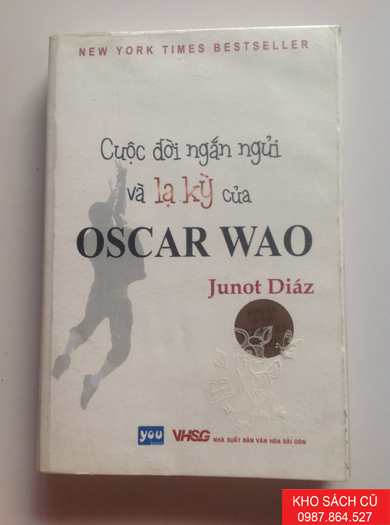 NEW YORK TIMES BESTSELLER
Cuộc đời ngắn ngủi
và lạ kỳ của
OSCAR WAO
Junot Diáz
you
VHSG NHÀ XUẤT BẢN VĂN HÓA SÀI GÒN
KHO SÁCH CŨ
0987.864.527